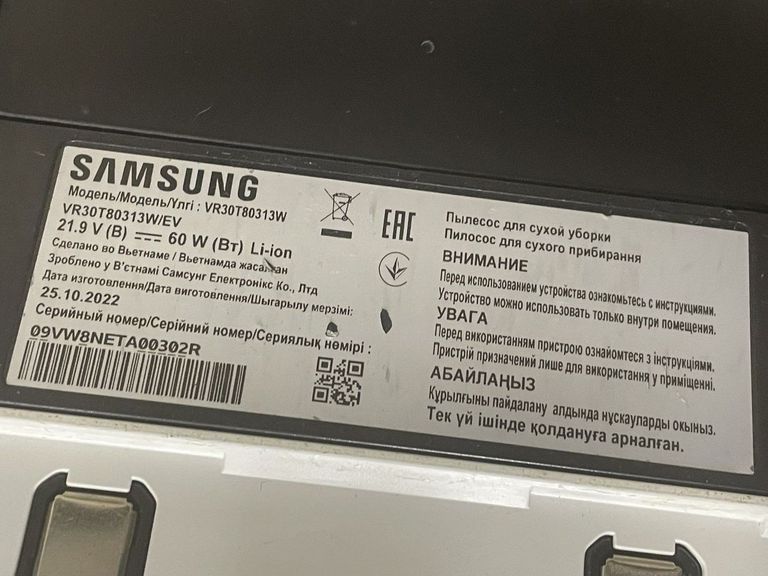 SAMSUNG
Модель/Модель/Үлгі : VR30T80313W
VR30T80313W/EV
21.9 V (В) ⎓ 60 W (Вт) Li-ion
Сделано во Вьетнаме / Вьетнамда жасалған
Зроблено у В'єтнамі Самсунг Електронікс Ко., Лтд
Дата изготовления/Дата виготовлення/Шығарылу мерзімі:
25.10.2022
Серийный номер/Серійний номер/Сериялық нөмірі :
09VW8NETA00302R
EAC
Пылесос для сухой уборки
Пилосос для сухого прибирання
ВНИМАНИЕ
Перед использованием устройства ознакомьтесь с инструкциями.
Устройство можно использовать только внутри помещения.
УВАГА
Перед використанням пристрою ознайомтеся з інструкціями.
Пристрій призначений лише для використання у приміщенні.
АБАЙЛАҢЫЗ
Құрылғыны пайдалану алдында нұсқауларды окыңыз.
Тек үй ішінде қолдануға арналған.